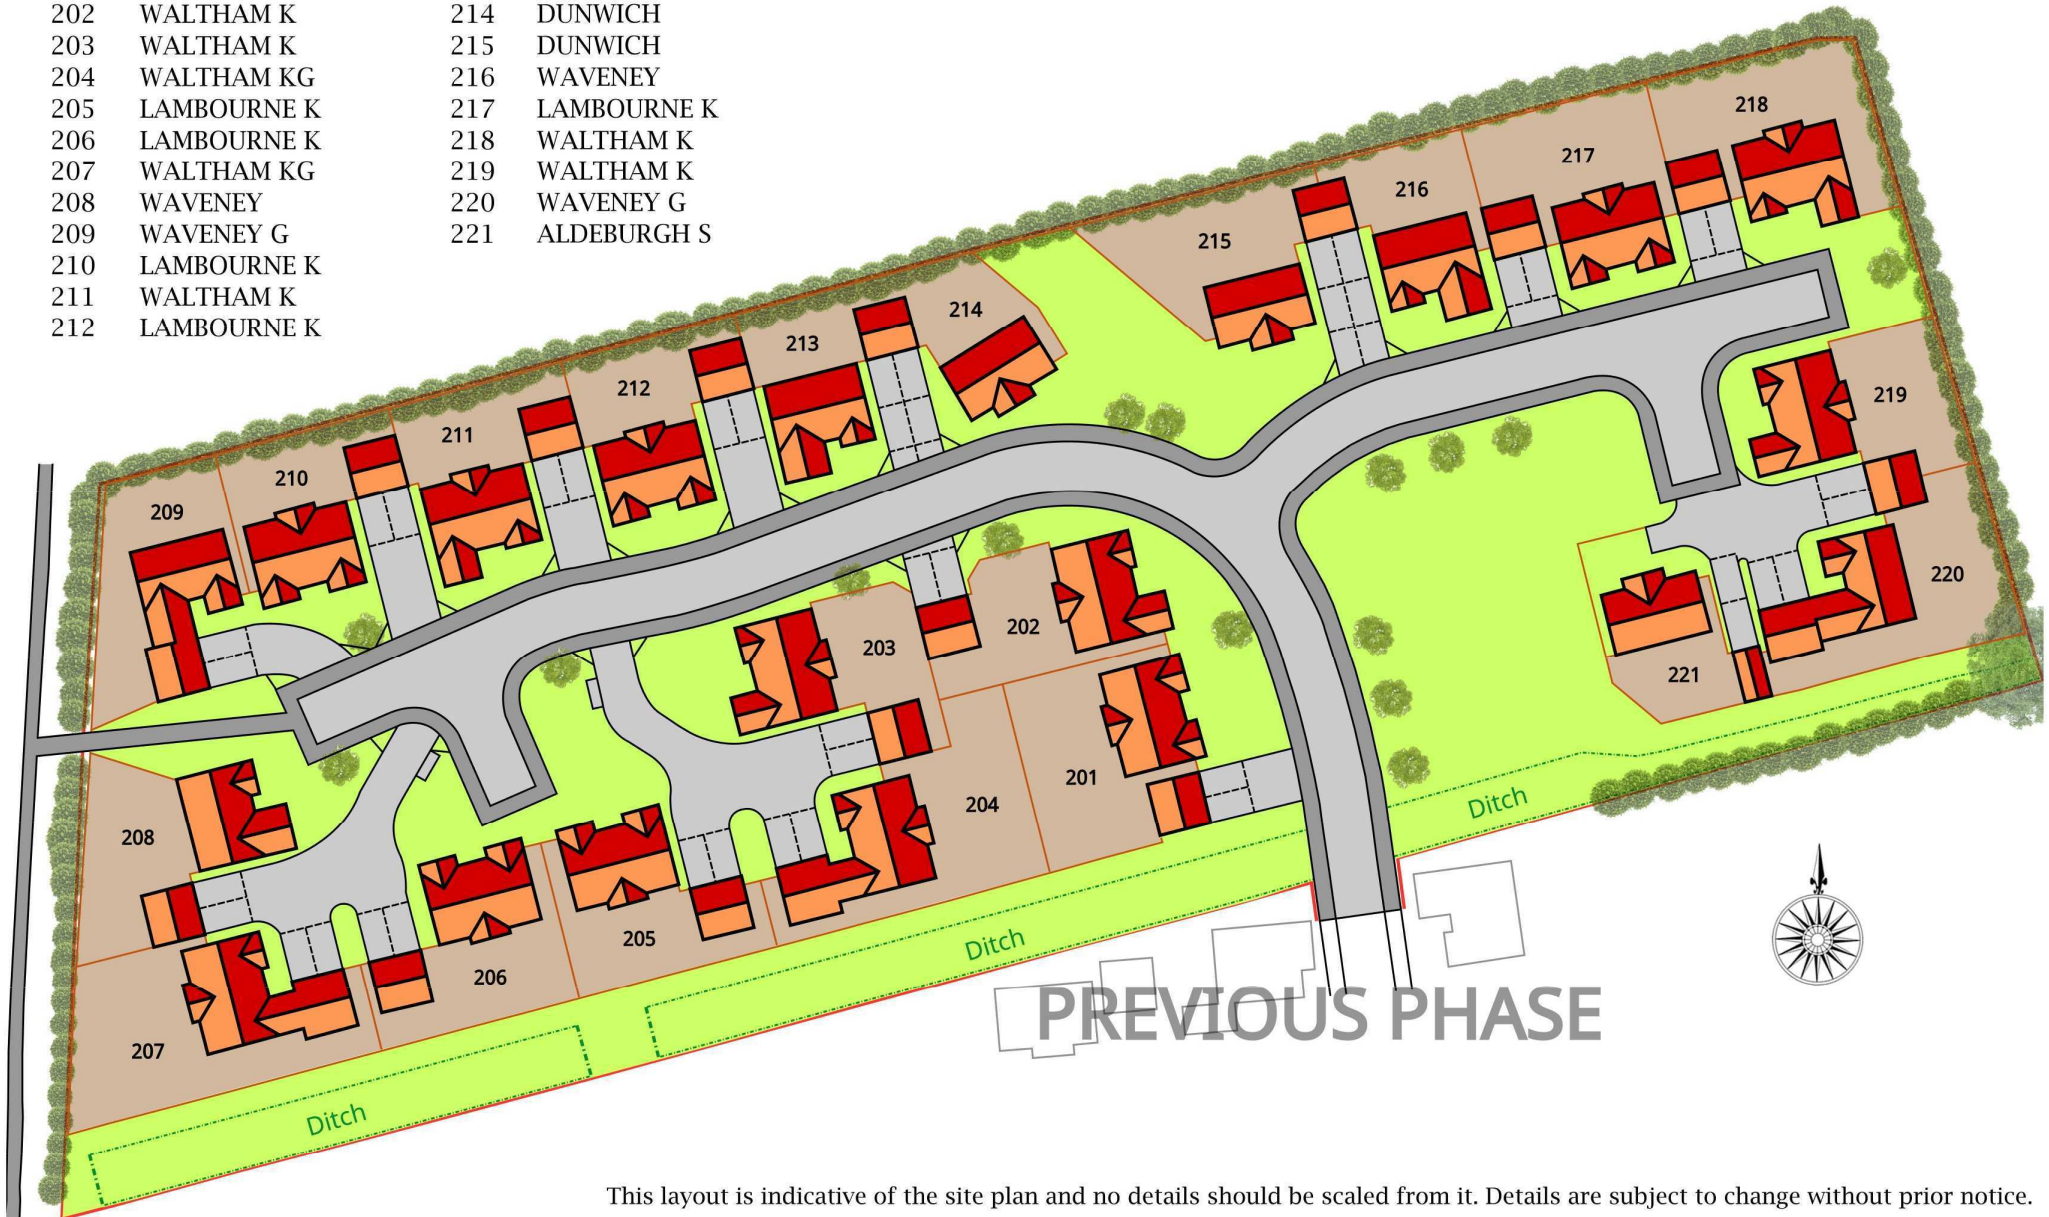 202 WALTHAM K
203 WALTHAM K
204 WALTHAM KG
205 LAMBOURNE K
206 LAMBOURNE K
207 WALTHAM KG
208 WAVENEY
209 WAVENEY G
210 LAMBOURNE K
211 WALTHAM K
212 LAMBOURNE K
214 DUNWICH
215 DUNWICH
216 WAVENEY
217 LAMBOURNE K
218 WALTHAM K
219 WALTHAM K
220 WAVENEY G
221 ALDEBURGH S
218
217
216
215
214
213
212
211
210
209
219
220
221
202
203
201
204
208
205
206
207
Ditch
Ditch
Ditch
PREVIOUS PHASE
This layout is indicative of the site plan and no details should be scaled from it. Details are subject to change without prior notice.